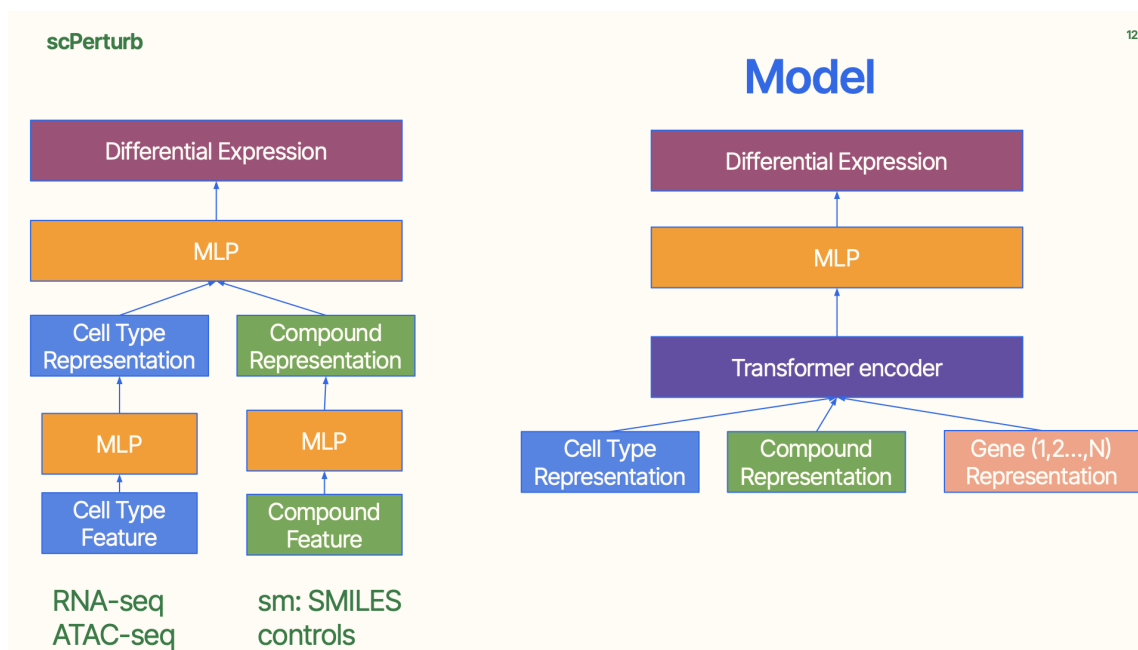 scPerturb
12
Model
Differential Expression
MLP
Cell Type
Representation
Compound
Representation
MLP
MLP
Cell Type
Feature
Compound
Feature
RNA-seq
ATAC-seq
sm: SMILES
controls
Differential Expression
MLP
Transformer encoder
Cell Type
Representation
Compound
Representation
Gene (1,2...,N)
Representation